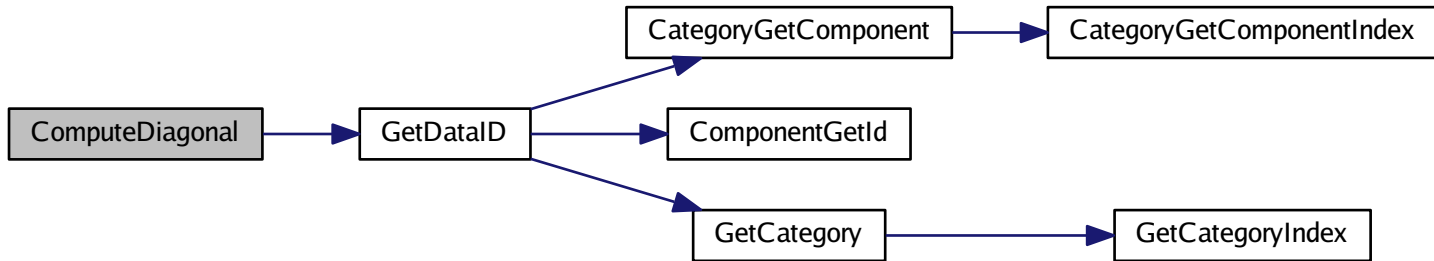 CategoryGetComponent
CategoryGetComponentIndex
ComputeDiagonal
GetDataID
ComponentGetId
GetCategory
GetCategoryIndex